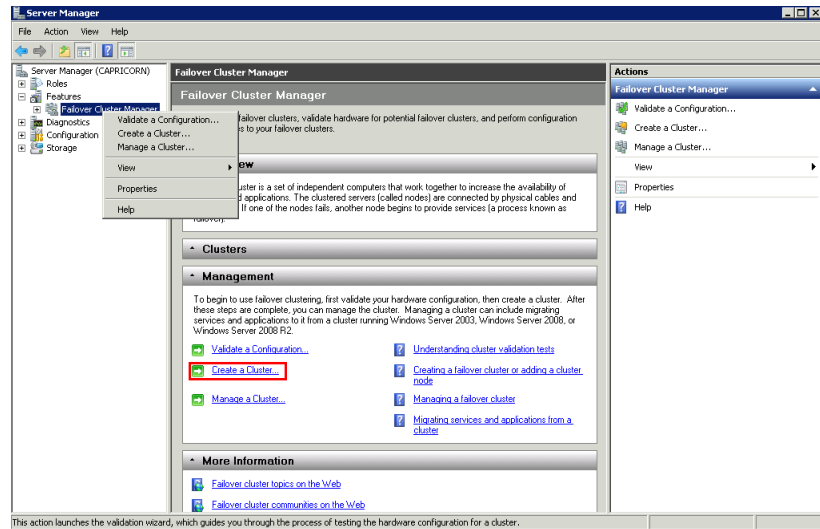 Server Manager
File Action View Help
Server Manager (CAPRICORN)
Roles
Features
Failover Cluster Manager
Diagnostics
Configuration
Storage
Validate a Configuration...
Create a Cluster...
Manage a Cluster...
View
Properties
Help
Failover Cluster Manager
Failover Cluster Manager
failover clusters, validate hardware for potential failover clusters, and perform configuration
to your failover clusters.
is a set of independent computers that work together to increase the availability of
applications. The clustered servers (called nodes) are connected by physical cables and
If one of the nodes fails, another node begins to provide services (a process known as
Clusters
Management
To begin to use failover clustering, first validate your hardware configuration, then create a cluster. After
these steps are complete, you can manage the cluster. Managing a cluster can include migrating
services and applications to it from a cluster running Windows Server 2003, Windows Server 2008, or
Windows Server 2008 R2.
Validate a Configuration...
Understanding cluster validation tests
Create a Cluster...
Creating a failover cluster or adding a cluster
node
Manage a Cluster...
Managing a failover cluster
Migrating services and applications from a
cluster
More Information
Failover cluster topics on the Web
Failover cluster communities on the Web
Actions
Failover Cluster Manager
Validate a Configuration...
Create a Cluster...
Manage a Cluster...
View
Properties
Help
This action launches the validation wizard, which guides you through the process of testing the hardware configuration for a cluster.